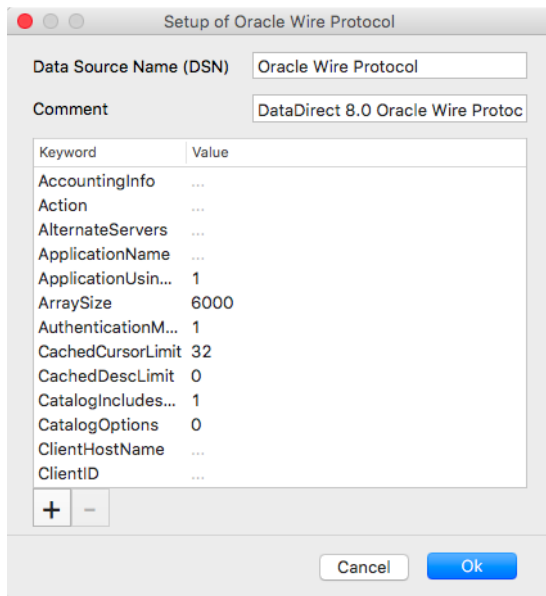 Setup of Oracle Wire Protocol
Data Source Name (DSN) Oracle Wire Protocol
Comment DataDirect 8.0 Oracle Wire Protoc
Keyword Value
AccountingInfo ...
Action ...
AlternateServers ...
ApplicationName ...
ApplicationUsin... 1
ArraySize 6000
AuthenticationM... 1
CachedCursorLimit 32
CachedDescLimit 0
CatalogIncludes... 1
CatalogOptions 0
ClientHostName ...
ClientID ...
+ −
Cancel Ok